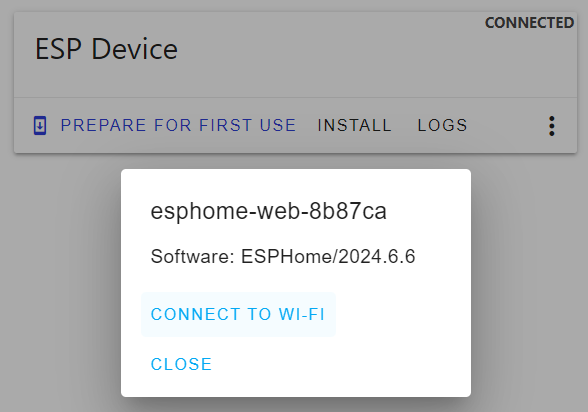 CONNECTED
ESP Device
PREPARE FOR FIRST USE INSTALL LOGS
esphome-web-8b87ca
Software: ESPHome/2024.6.6
CONNECT TO WI-FI
CLOSE